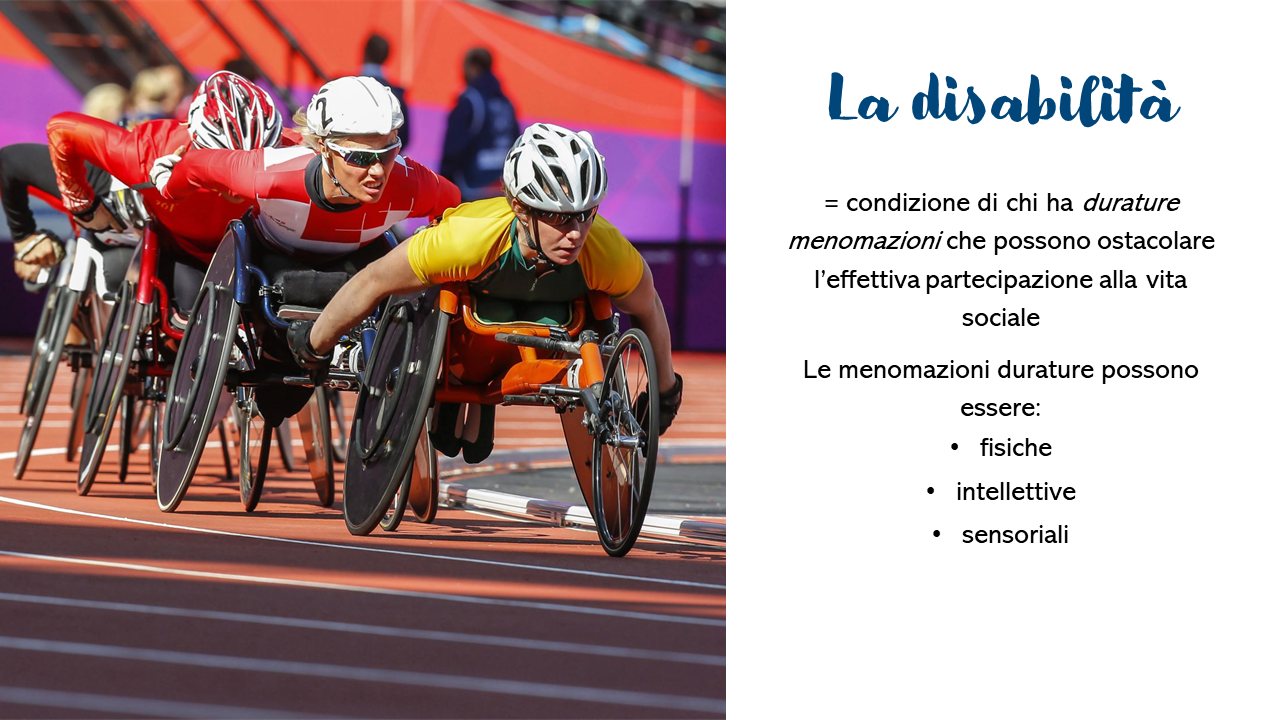 La disabilità
= condizione di chi ha durature
menomazioni che possono ostacolare
l’effettiva partecipazione alla vita
sociale
Le menomazioni durature possono
essere:
• fisiche
• intellettive
• sensoriali
2